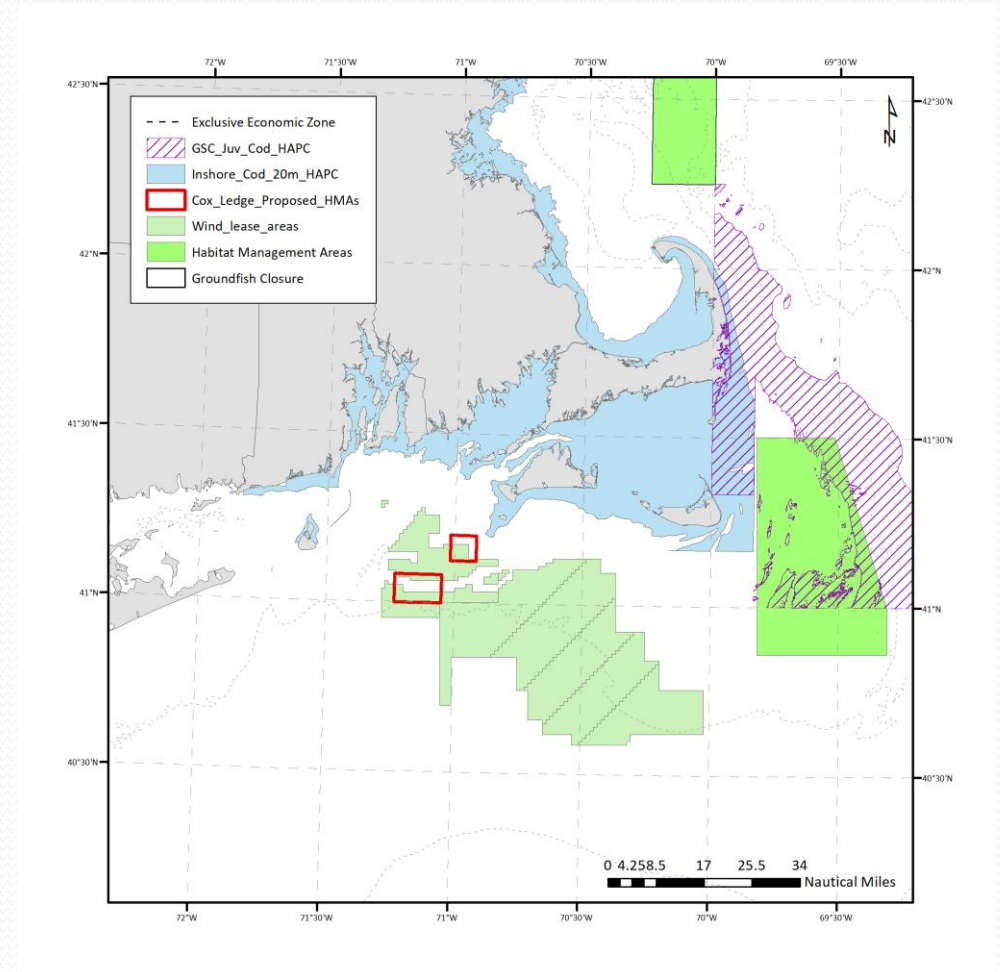 72°W 71°30'W 71°W 70°30'W 70°W 69°30'W
42°30'N 42°30'N
Exclusive Economic Zone
GSC_Juv_Cod_HAPC
Inshore_Cod_20m_HAPC
Cox_Ledge_Proposed_HMAs
Wind_lease_areas
Habitat Management Areas
Groundfish Closure
N
42°N 42°N
41°30'N 41°30'N
41°N 41°N
40°30'N 40°30'N
0 4.258.5 17 25.5 34
Nautical Miles
72°W 71°30'W 71°W 70°30'W 70°W 69°30'W